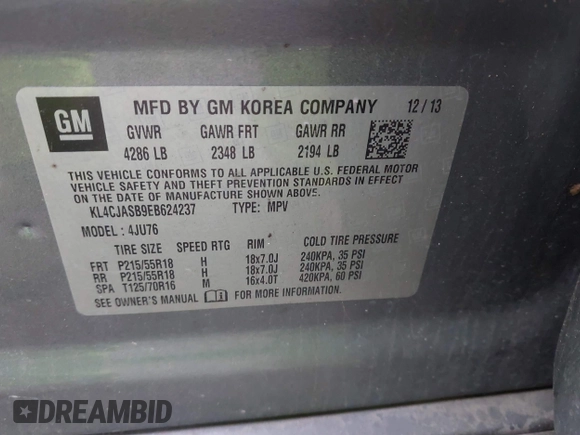 GM
MFD BY GM KOREA COMPANY 12/13
GVWR GAWR FRT GAWR RR
4286 LB 2348 LB 2194 LB
THIS VEHICLE CONFORMS TO ALL APPLICABLE U.S. FEDERAL MOTOR
VEHICLE SAFETY AND THEFT PREVENTION STANDARDS IN EFFECT
ON THE DATE OF MANUFACTURE SHOWN ABOVE.
KL4CJASB9EB624237 TYPE: MPV
MODEL: 4JU76
TIRE SIZE SPEED RTG RIM COLD TIRE PRESSURE
FRT P215/55R18 H 18x7.0J 240KPA, 35 PSI
RR P215/55R18 H 18x7.0J 240KPA, 35 PSI
SPA T125/70R16 M 16x4.0T 420KPA, 60 PSI
SEE OWNER'S MANUAL FOR MORE INFORMATION
DREAMBID